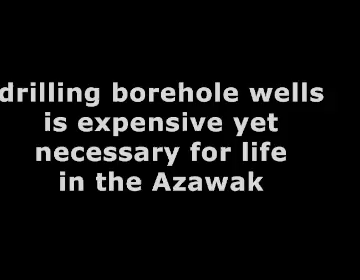 drilling borehole wells
is expensive yet
necessary for life
in the Azawak